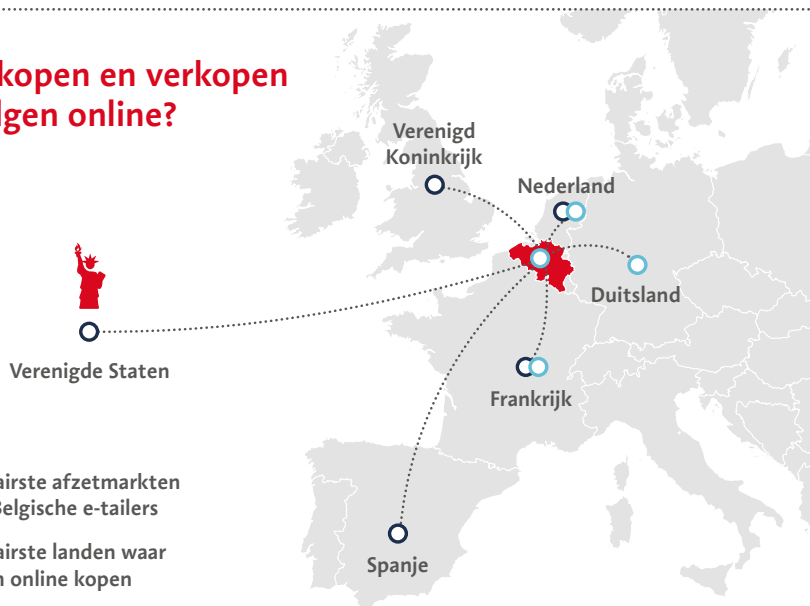 kopen en verkopen
lgen online?
Verenigd
Koninkrijk
Nederland
Duitsland
Verenigde Staten
Frankrijk
Spanje
airste afzetmarkten
Belgische e-tailers
airste landen waar
n online kopen